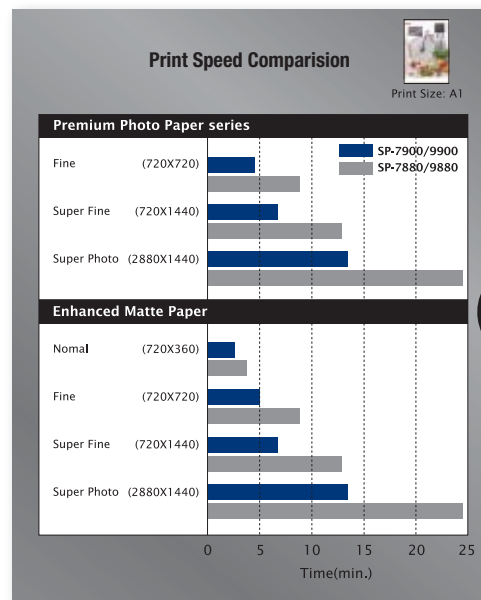 Print Speed Comparision
Print Size: A1
Premium Photo Paper series
SP-7900/9900
SP-7880/9880
Fine (720X720)
Super Fine (720X1440)
Super Photo (2880X1440)
Enhanced Matte Paper
Nomal (720X360)
Fine (720X720)
Super Fine (720X1440)
Super Photo (2880X1440)
0 5 10 15 20 25
Time(min.)